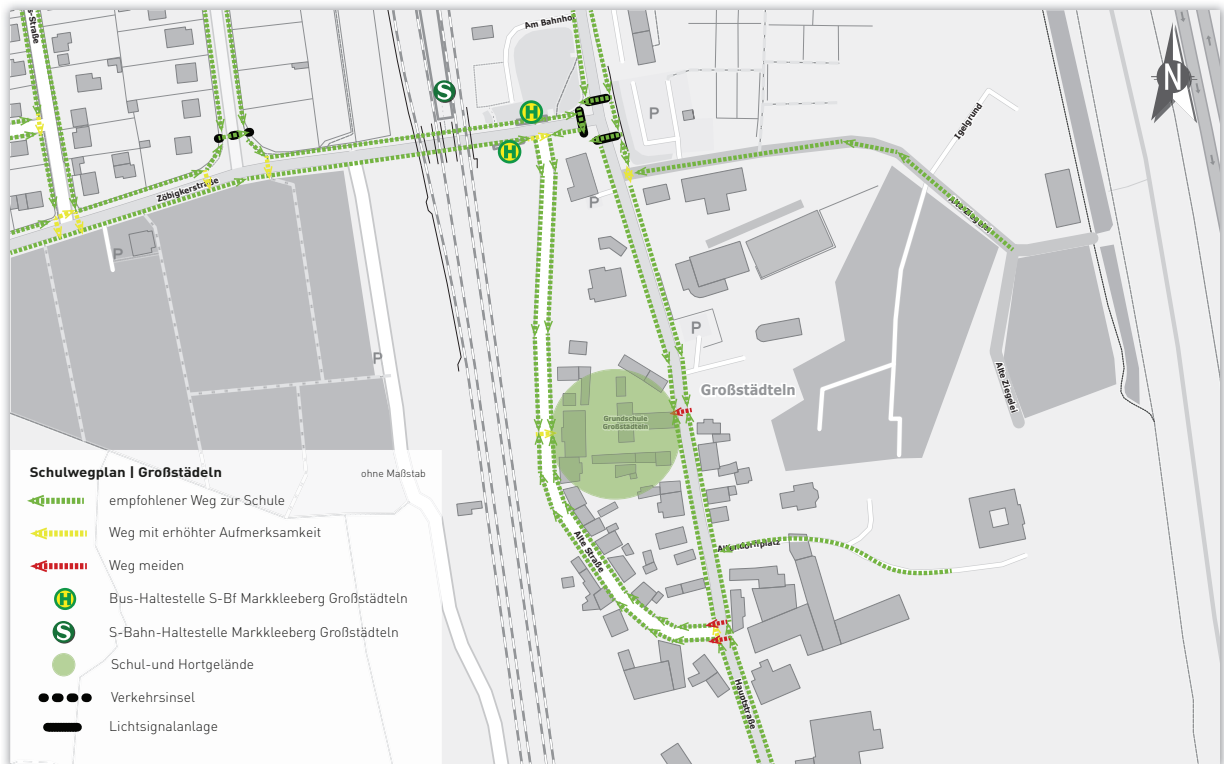 s-Straße
Am Bahnho
N
S
H
H
P
Igelgrund
Zöbigkerstraße
P
Alte Ziegelei
P
P
P
Großstädteln
Alte Ziegelei
Grundschule
Großstädteln
Schulwegplan | Großstädeln
ohne Maßstab
empfohlener Weg zur Schule
Weg mit erhöhter Aufmerksamkeit
Weg meiden
H
Bus-Haltestelle S-Bf Markkleeberg Großstädteln
S
S-Bahn-Haltestelle Markkleeberg Großstädteln
Schul-und Hortgelände
Verkehrsinsel
Lichtsignalanlage
Alte Straße
Hauptstraße